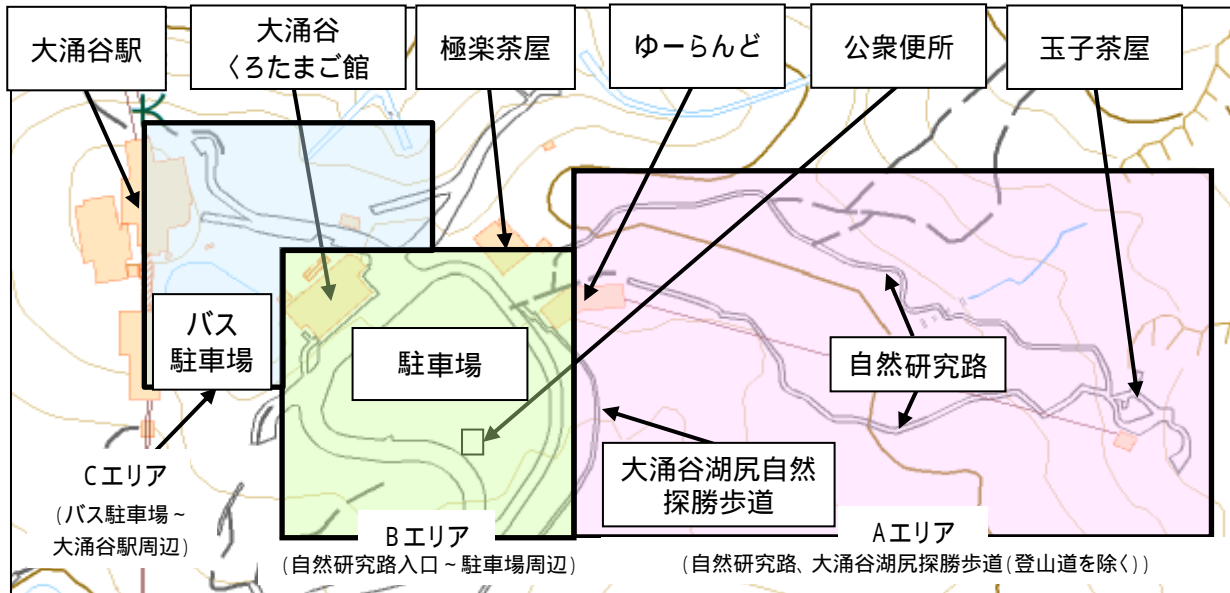 大涌谷駅
大涌谷
くろたまご館
極楽茶屋
ゆーらんど
公衆便所
玉子茶屋
バス
駐車場
駐車場
自然研究路
大涌谷湖尻自然
探勝歩道
Cエリア
(バス駐車場~
大涌谷駅周辺)
Bエリア
(自然研究路入口~駐車場周辺)
Aエリア
(自然研究路、大涌谷湖尻探勝歩道(登山道を除く))